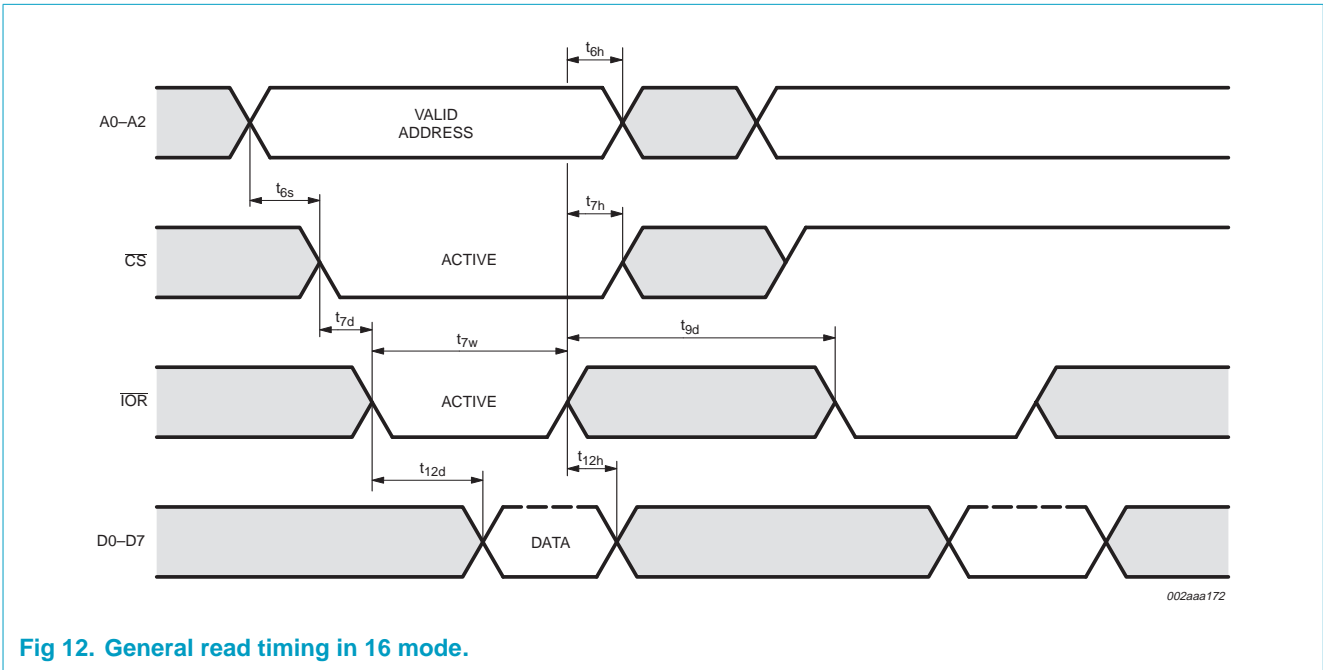 t6h
A0–A2
VALID
ADDRESS
t6s
t7h
CS
ACTIVE
t7d
t7w
t9d
IOR
ACTIVE
t12d
t12h
D0–D7
DATA
002aaa172
Fig 12. General read timing in 16 mode.